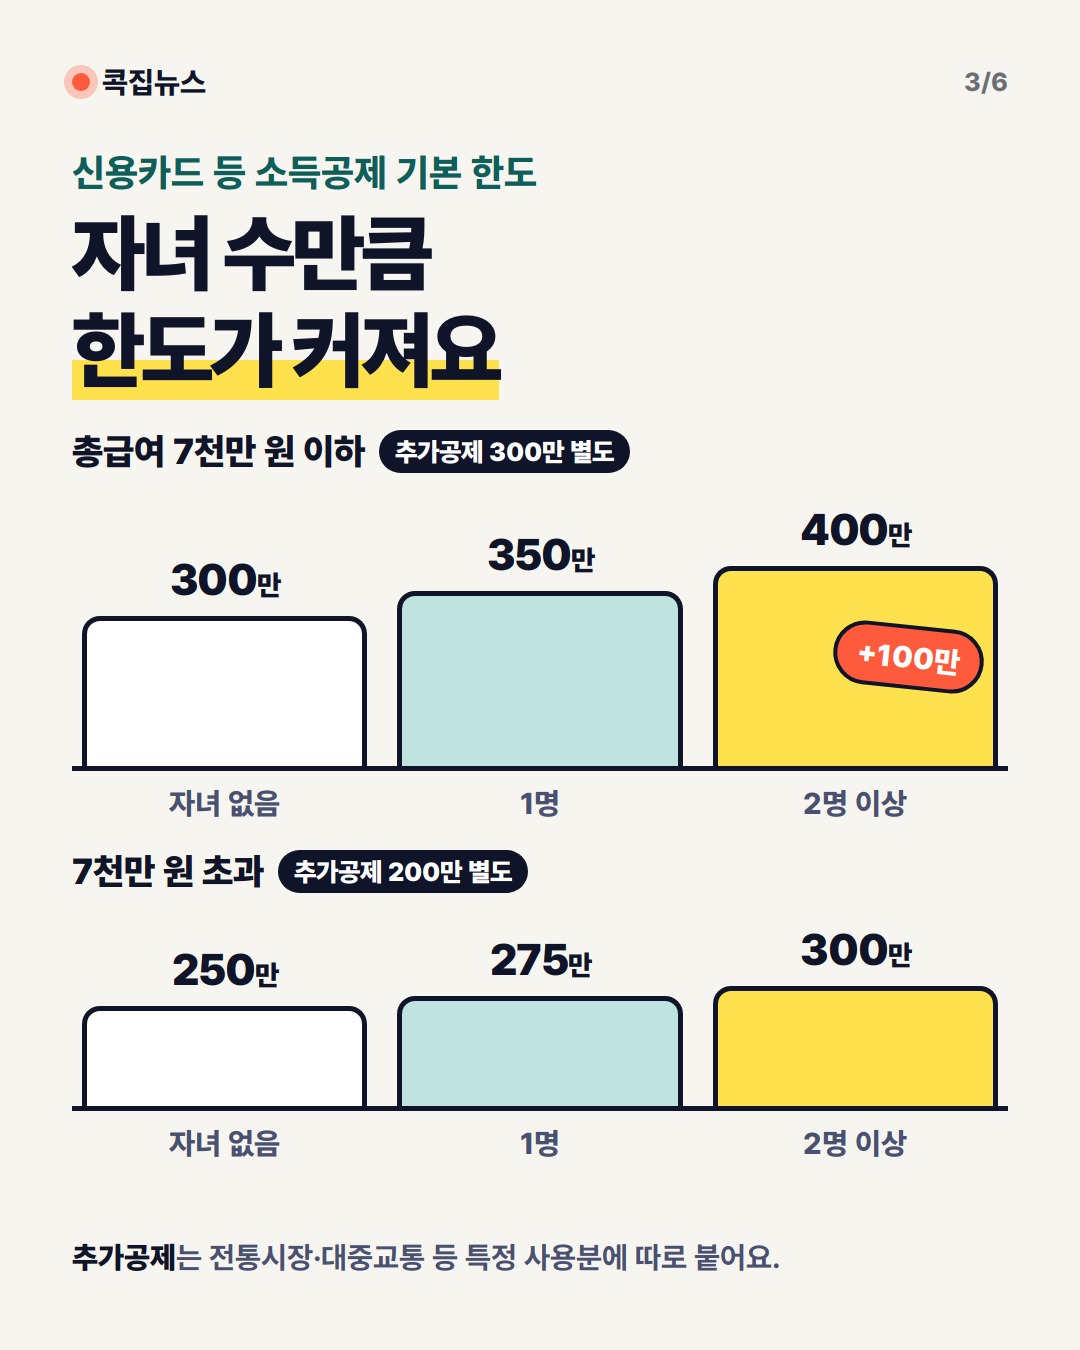 콕집뉴스
3/6
신용카드 등 소득공제 기본 한도
자녀 수만큼
한도가 커져요
총급여 7천만 원 이하 추가공제 300만 별도
300만 350만 400만
+100만
자녀 없음 1명 2명 이상
7천만 원 초과 추가공제 200만 별도
250만 275만 300만
자녀 없음 1명 2명 이상
추가공제는 전통시장·대중교통 등 특정 사용분에 따로 붙어요.